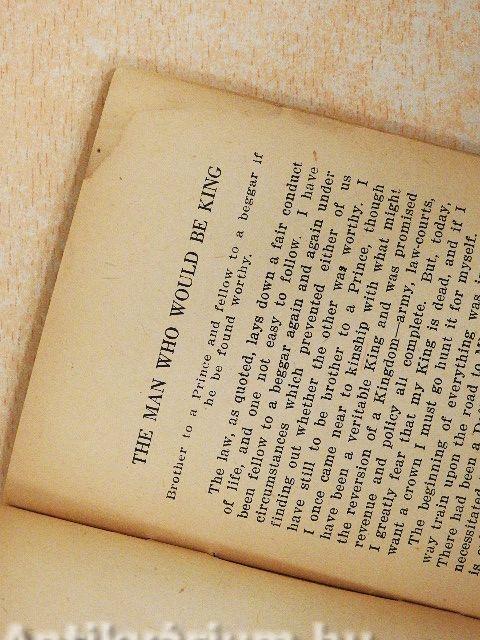 THE MAN WHO WOULD BE KING
Brother to a Prince and fellow to a beggar if
he be found worthy.
The law, as quoted, lays down a fair conduct
of life, and one not easy to follow. I have
been fellow to a beggar again and again under
circumstances which prevented either of us
finding out whether the other was worthy. I
have still to be brother to a Prince, though
I once came near to kinship with what might
have been a veritable King and was promised
the reversion of a Kingdom—army, law-courts,
revenue and policy all complete. But, today,
I greatly fear that my King is dead, and if I
want a crown I must go hunt it for myself.
The beginning of everything was
way train upon the road to
There had been a
necessitated
Antikvárium.hu